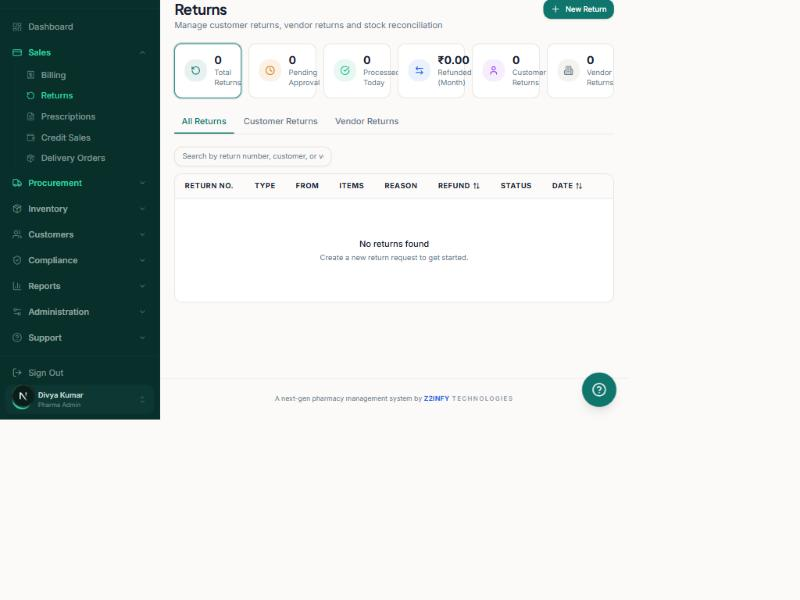 Dashboard
Sales
Billing
Returns
Prescriptions
Credit Sales
Delivery Orders
Procurement
Inventory
Customers
Compliance
Reports
Administration
Support
Sign Out
N
Divya Kumar
Pharma Admin
Returns
Manage customer returns, vendor returns and stock reconciliation
New Return
0
Total
Returns
0
Pending
Approval
0
Processed
Today
₹0.00
Refunded
(Month)
0
Customer
Returns
0
Vendor
Returns
All Returns Customer Returns Vendor Returns
Search by return number, customer, or v
RETURN NO. TYPE FROM ITEMS REASON REFUND STATUS DATE
No returns found
Create a new return request to get started.
A next-gen pharmacy management system by ZZINFY TECHNOLOGIES